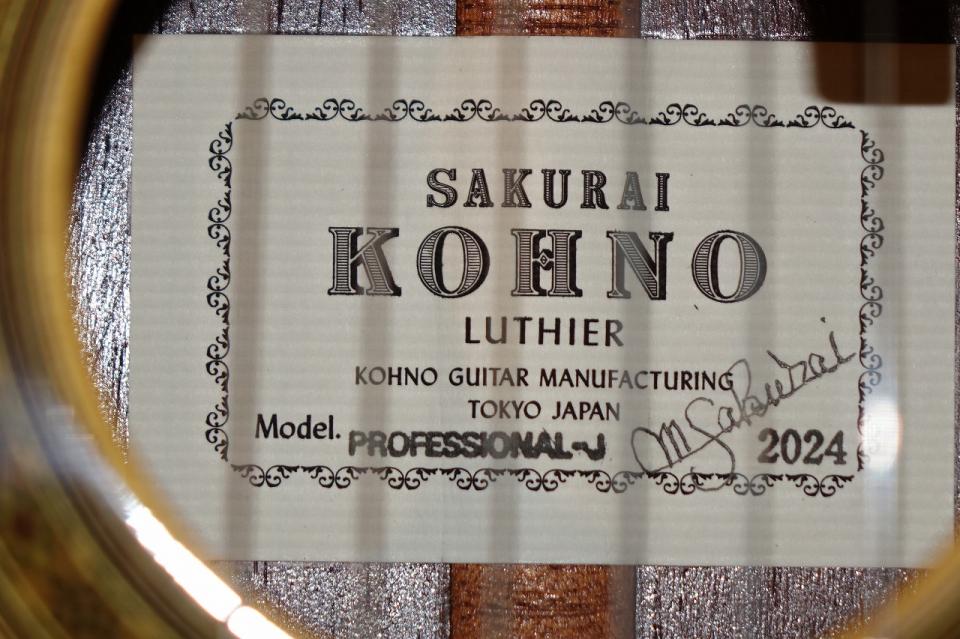 SAKURAI
KOHNO
LUTHIER
KOHNO GUITAR MANUFACTURING
TOKYO JAPAN
Model. PROFESSIONAL-J
M Sakurai
2024